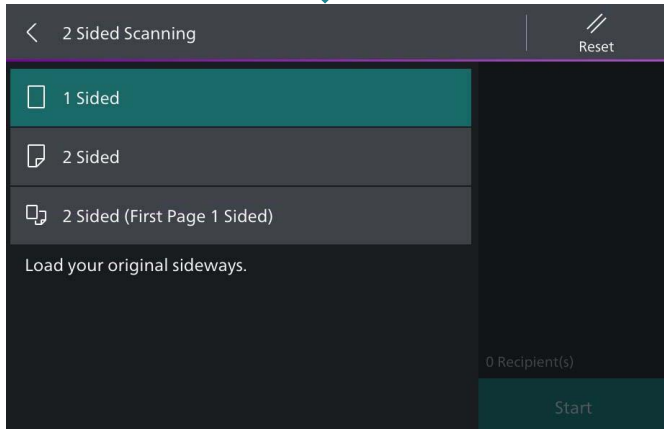 2 Sided Scanning
Reset
1 Sided
2 Sided
2 Sided (First Page 1 Sided)
Load your original sideways.
0 Recipient(s)
Start